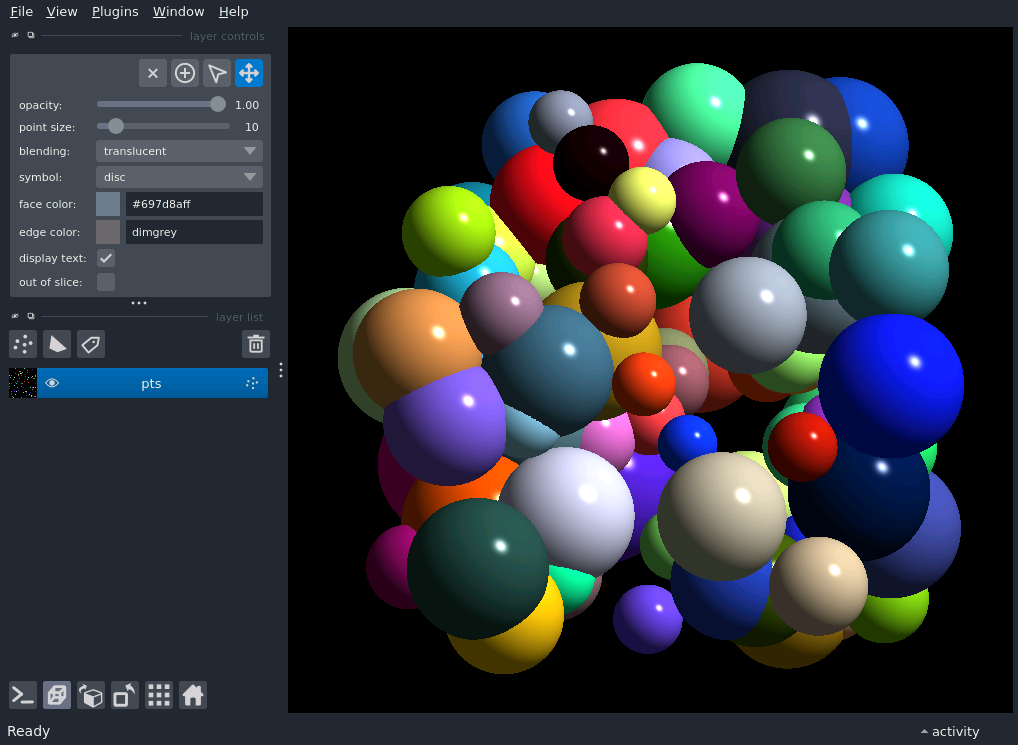 File View Plugins Window Help
layer controls
opacity: 1.00
point size: 10
blending: translucent
symbol: disc
face color: #697d8aff
edge color: dimgrey
display text:
out of slice:
layer list
pts
Ready
activity